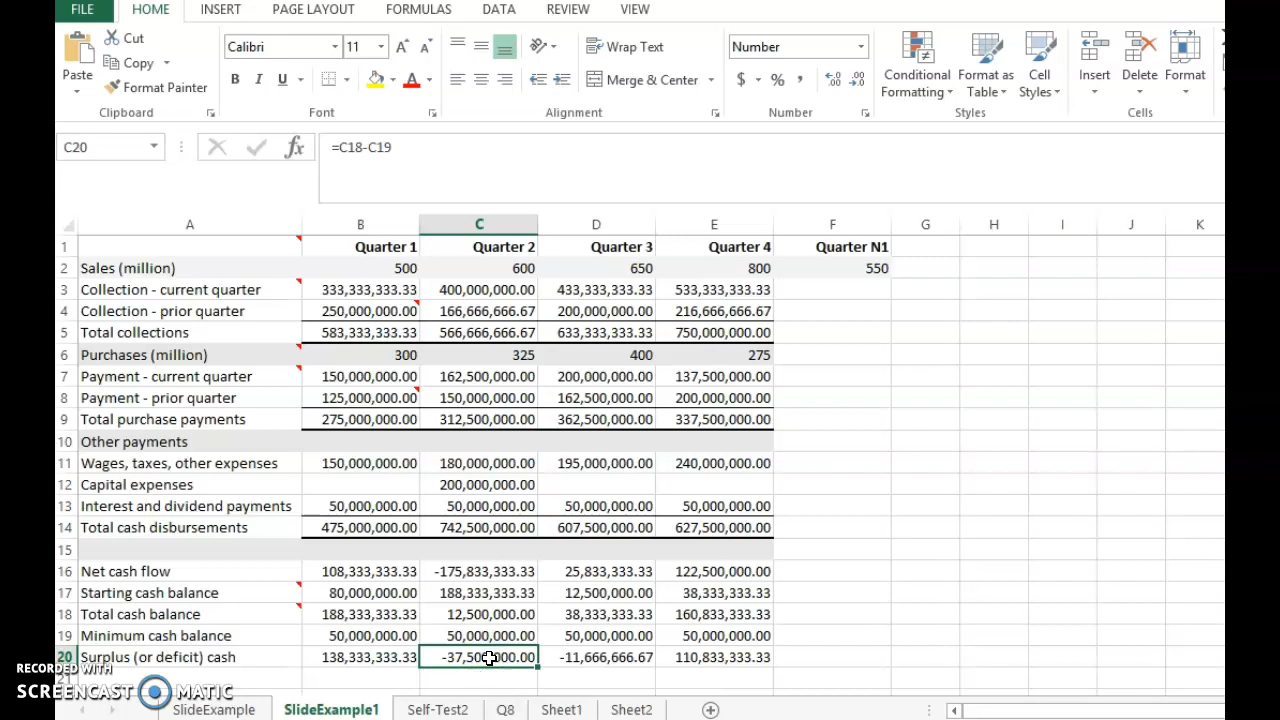 FILE HOME INSERT PAGE LAYOUT FORMULAS DATA REVIEW VIEW
Paste Cut Copy Format Painter
Calibri 11
B I U A
Wrap Text
Merge & Center
Number
$ % ,
Conditional Formatting Format as Table Cell Styles
Insert Delete Format
Clipboard Font Alignment Number Styles Cells
C20 fx =C18-C19
A B C D E F G H I J K
1 Quarter 1 Quarter 2 Quarter 3 Quarter 4 Quarter N1
2 Sales (million) 500 600 650 800 550
3 Collection - current quarter 333,333,333.33 400,000,000.00 433,333,333.33 533,333,333.33
4 Collection - prior quarter 250,000,000.00 166,666,666.67 200,000,000.00 216,666,666.67
5 Total collections 583,333,333.33 566,666,666.67 633,333,333.33 750,000,000.00
6 Purchases (million) 300 325 400 275
7 Payment - current quarter 150,000,000.00 162,500,000.00 200,000,000.00 137,500,000.00
8 Payment - prior quarter 125,000,000.00 150,000,000.00 162,500,000.00 200,000,000.00
9 Total purchase payments 275,000,000.00 312,500,000.00 362,500,000.00 337,500,000.00
10 Other payments
11 Wages, taxes, other expenses 150,000,000.00 180,000,000.00 195,000,000.00 240,000,000.00
12 Capital expenses 200,000,000.00
13 Interest and dividend payments 50,000,000.00 50,000,000.00 50,000,000.00 50,000,000.00
14 Total cash disbursements 475,000,000.00 742,500,000.00 607,500,000.00 627,500,000.00
15
16 Net cash flow 108,333,333.33 -175,833,333.33 25,833,333.33 122,500,000.00
17 Starting cash balance 80,000,000.00 188,333,333.33 12,500,000.00 38,333,333.33
18 Total cash balance 188,333,333.33 12,500,000.00 38,333,333.33 160,833,333.33
19 Minimum cash balance 50,000,000.00 50,000,000.00 50,000,000.00 50,000,000.00
20 Surplus (or deficit) cash 138,333,333.33 -37,500,000.00 -11,666,666.67 110,833,333.33
RECORDED WITH
SCREENCAST MATIC
SlideExample SlideExample1 Self-Test2 Q8 Sheet1 Sheet2